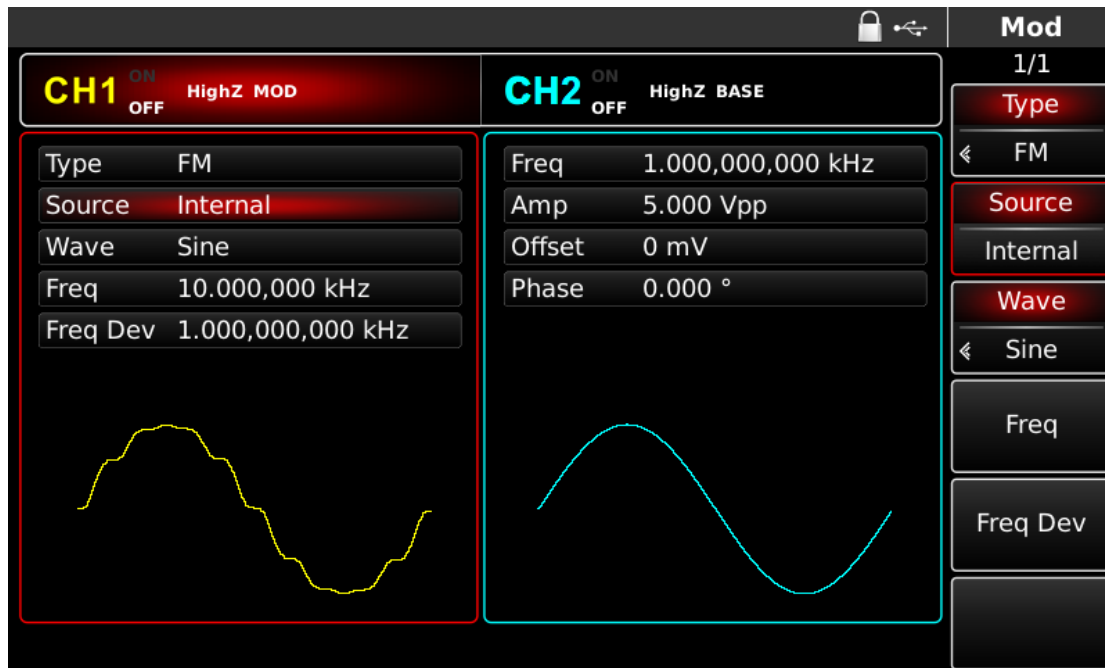 Mod
1/1
CH1 ON OFF HighZ MOD
CH2 ON OFF HighZ BASE
Type FM
Source Internal
Wave Sine
Freq 10.000,000 kHz
Freq Dev 1.000,000,000 kHz
Freq 1.000,000,000 kHz
Amp 5.000 Vpp
Offset 0 mV
Phase 0.000 °
Type
FM
Source
Internal
Wave
Sine
Freq
Freq Dev